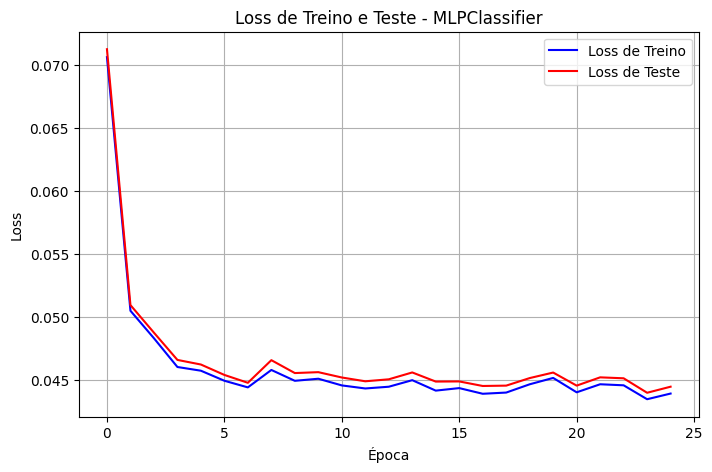 Loss de Treino e Teste - MLPClassifier
Loss de Treino
Loss de Teste
0.070
0.065
0.060
0.055
0.050
0.045
Loss
0
5
10
15
20
25
Época